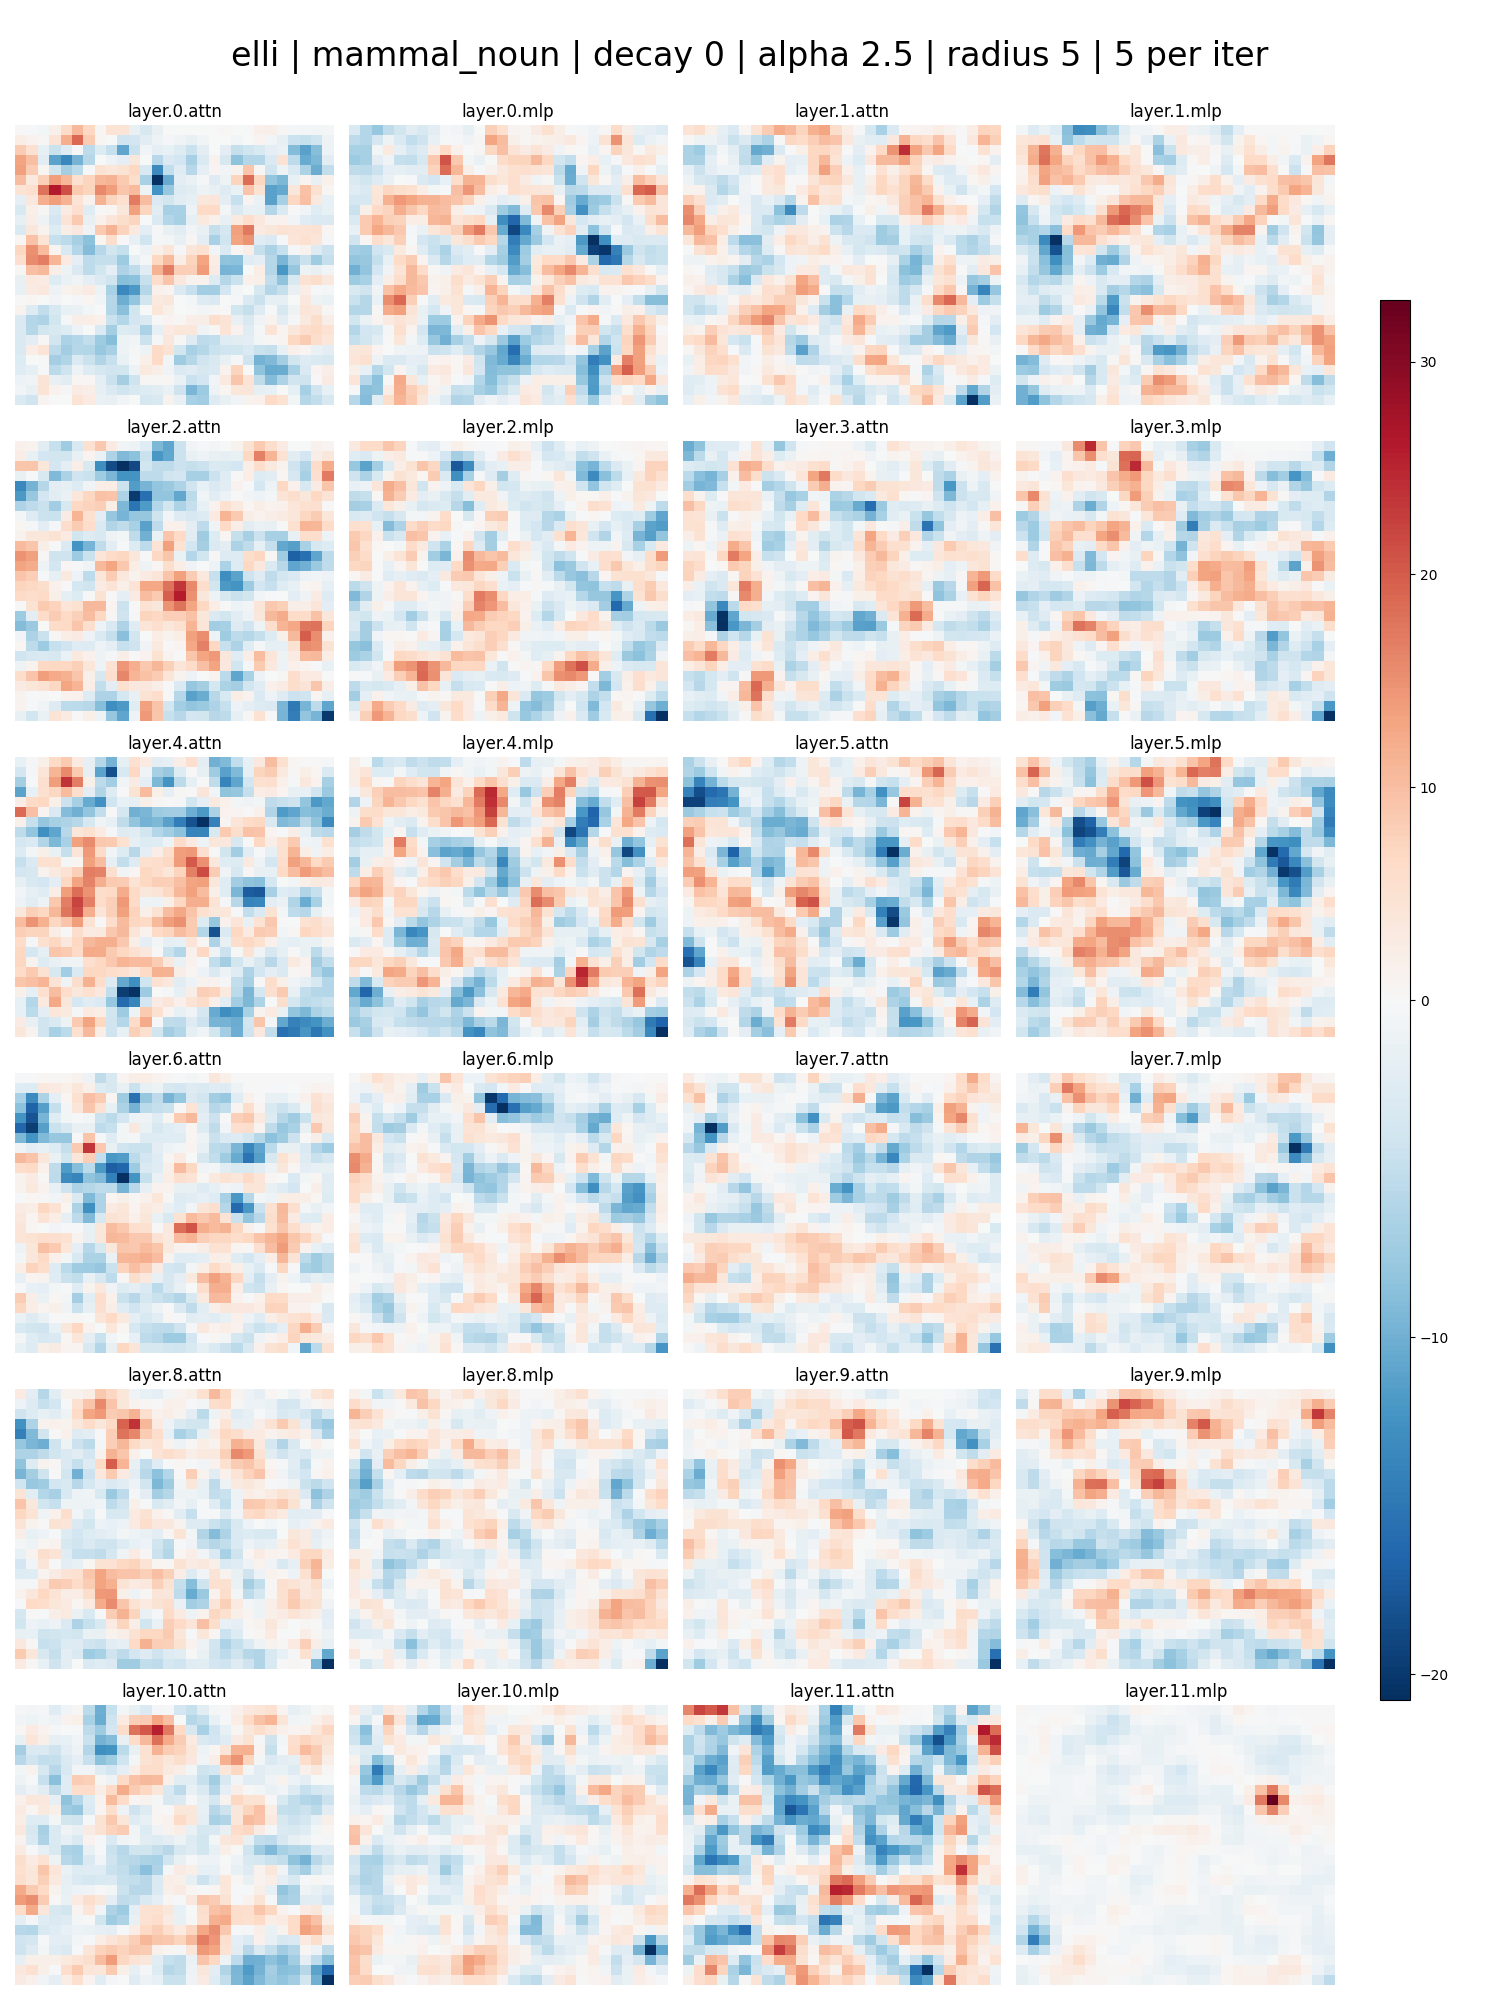 elli | mammal_noun | decay 0 | alpha 2.5 | radius 5 | 5 per iter
layer.0.attn
layer.0.mlp
layer.1.attn
layer.1.mlp
layer.2.attn
layer.2.mlp
layer.3.attn
layer.3.mlp
layer.4.attn
layer.4.mlp
layer.5.attn
layer.5.mlp
layer.6.attn
layer.6.mlp
layer.7.attn
layer.7.mlp
layer.8.attn
layer.8.mlp
layer.9.attn
layer.9.mlp
layer.10.attn
layer.10.mlp
layer.11.attn
layer.11.mlp
30
20
10
0
−10
−20